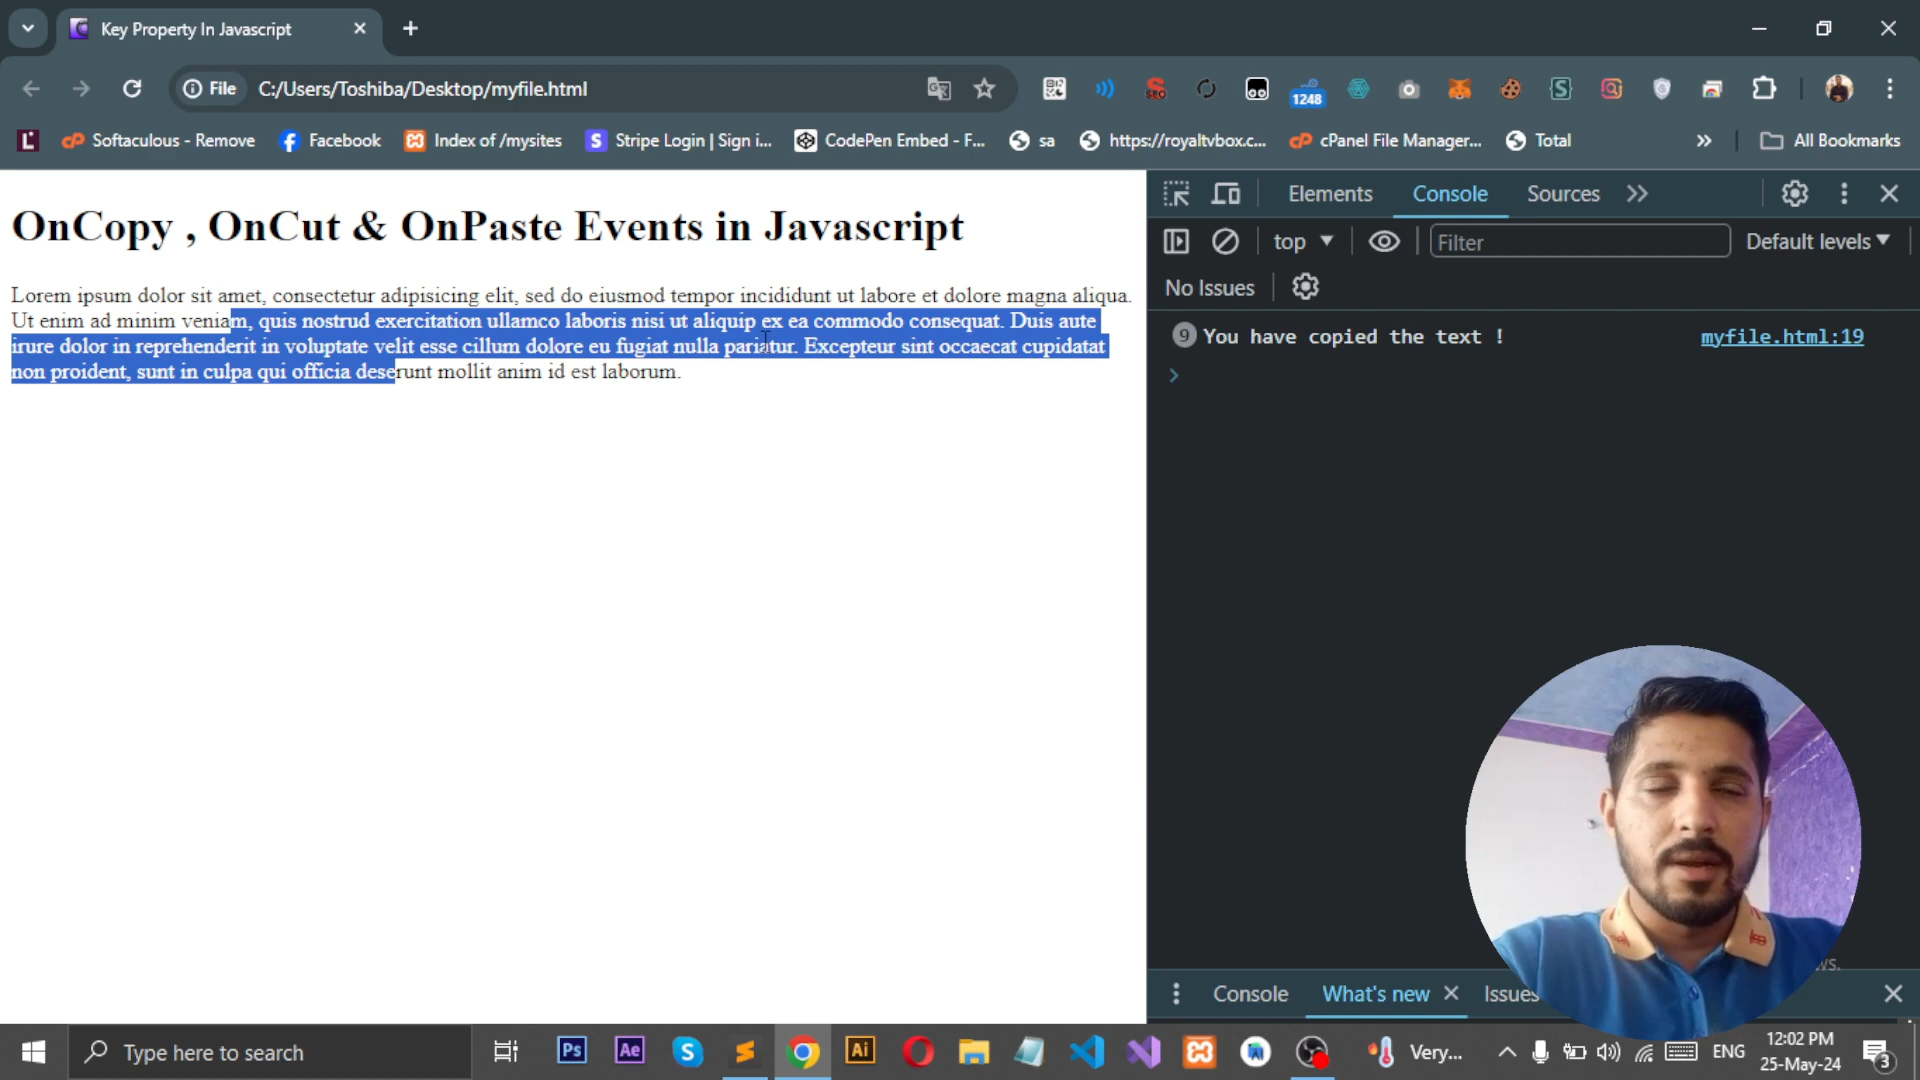 Key Property In Javascript
File C:/Users/Toshiba/Desktop/myfile.html
1248
Softaculous - Remove Facebook Index of /mysites Stripe Login | Sign i... CodePen Embed - F... sa https://royaltvbox.c... cPanel File Manager... Total » All Bookmarks
OnCopy , OnCut & OnPaste Events in Javascript
Lorem ipsum dolor sit amet, consectetur adipisicing elit, sed do eiusmod tempor incididunt ut labore et dolore magna aliqua.
Ut enim ad minim veniam, quis nostrud exercitation ullamco laboris nisi ut aliquip ex ea commodo consequat. Duis aute
irure dolor in reprehenderit in voluptate velit esse cillum dolore eu fugiat nulla pariatur. Excepteur sint occaecat cupidatat
non proident, sunt in culpa qui officia deserunt mollit anim id est laborum.
Elements Console Sources »
top Filter Default levels
No Issues
9 You have copied the text ! myfile.html:19
Console What's new Issues
Type here to search
Ps Ae S Ai
Very... ENG
12:02 PM
25-May-24
3